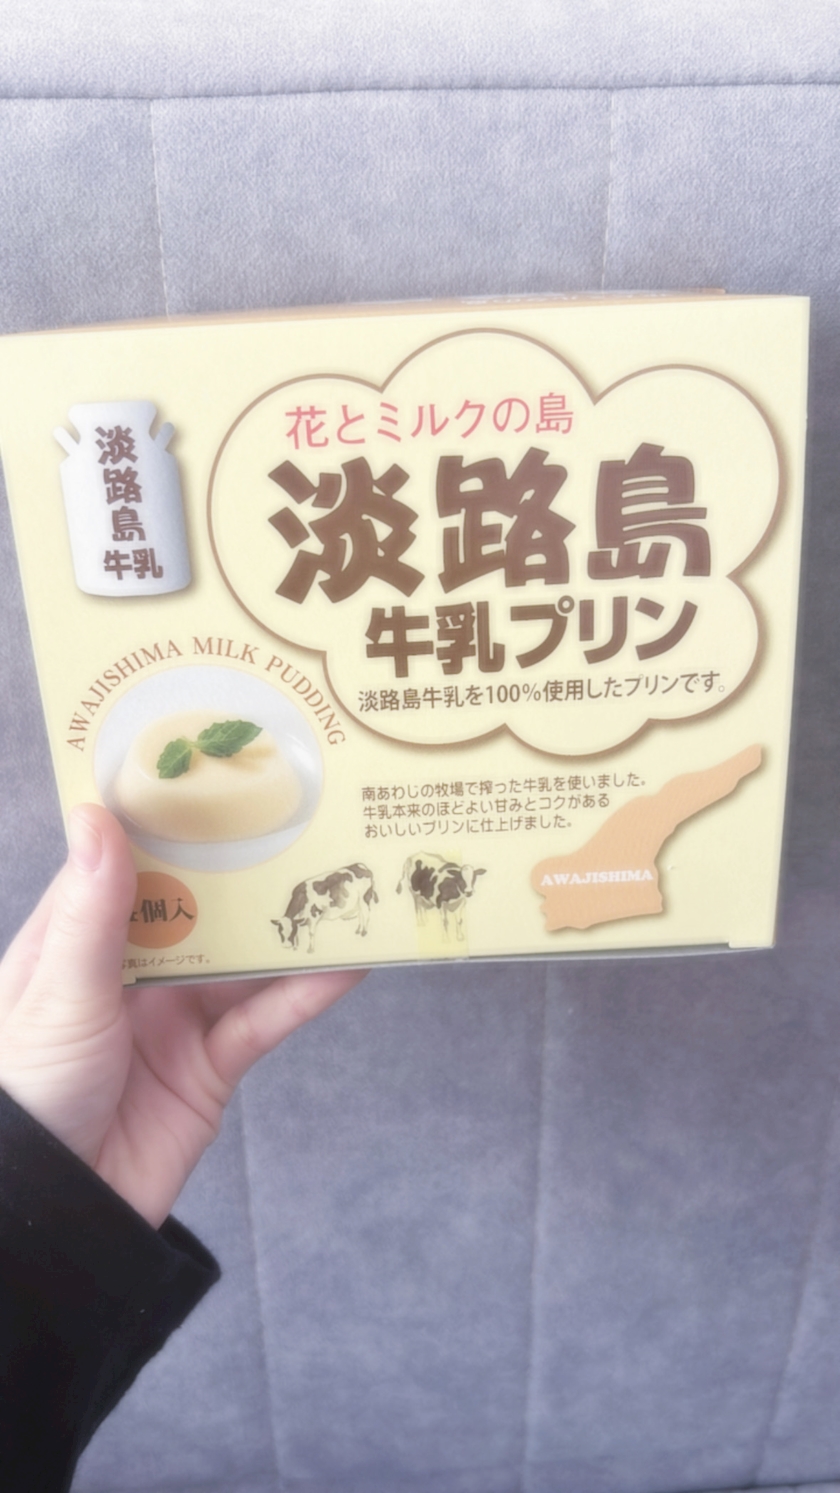 淡路島牛乳
花とミルクの島
淡路島
牛乳プリン
淡路島牛乳を100%使用したプリンです。
AWAJISHIMA MILK PUDDING
南あわじの牧場で搾った牛乳を使いました。
牛乳本来のほどよい甘みとコクがある
おいしいプリンに仕上げました。
AWAJISHIMA
個入
真はイメージです。